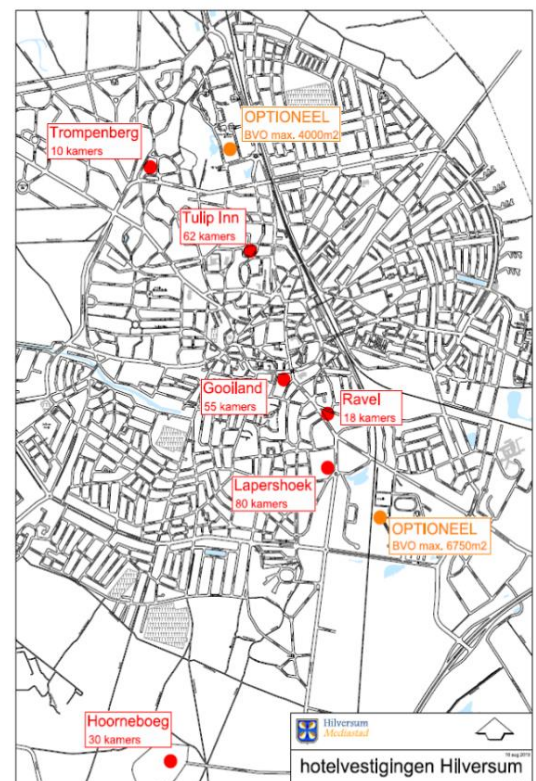 OPTIONEEL
BVO max. 4000m2
Trompenberg
10 kamers
Tulip Inn
62 kamers
Gooiland
55 kamers
Ravel
18 kamers
Lapershoek
80 kamers
OPTIONEEL
BVO max. 6750m2
Hoorneboeg
30 kamers
Hilversum
Mediastad
hotelvestigingen Hilversum